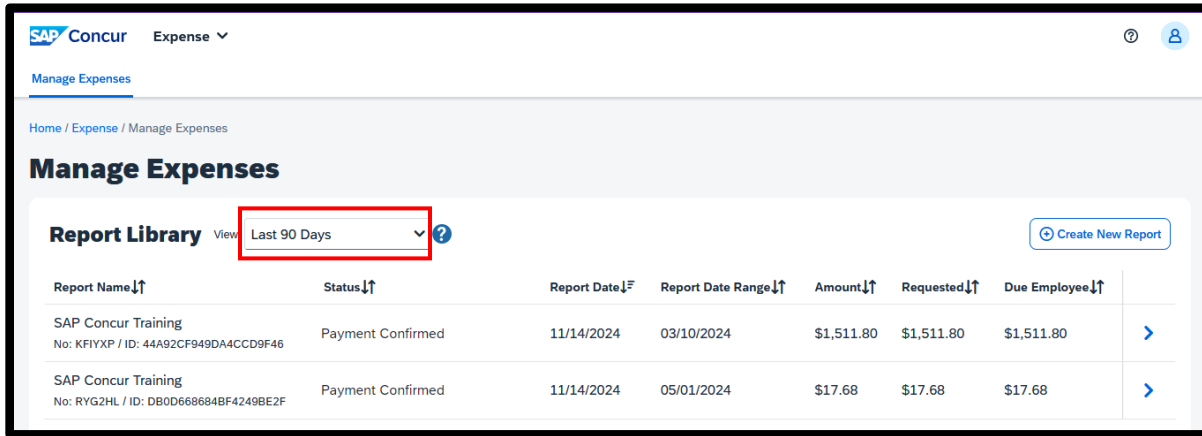 SAP Concur Expense
Manage Expenses
Home / Expense / Manage Expenses
Manage Expenses
Report Library View Last 90 Days ? Create New Report
Report Name Status Report Date Report Date Range Amount Requested Due Employee
SAP Concur Training
No: KFIYXP / ID: 44A92CF949DA4CCD9F46 Payment Confirmed 11/14/2024 03/10/2024 $1,511.80 $1,511.80 $1,511.80
SAP Concur Training
No: RYG2HL / ID: DB0D668684BF4249BE2F Payment Confirmed 11/14/2024 05/01/2024 $17.68 $17.68 $17.68